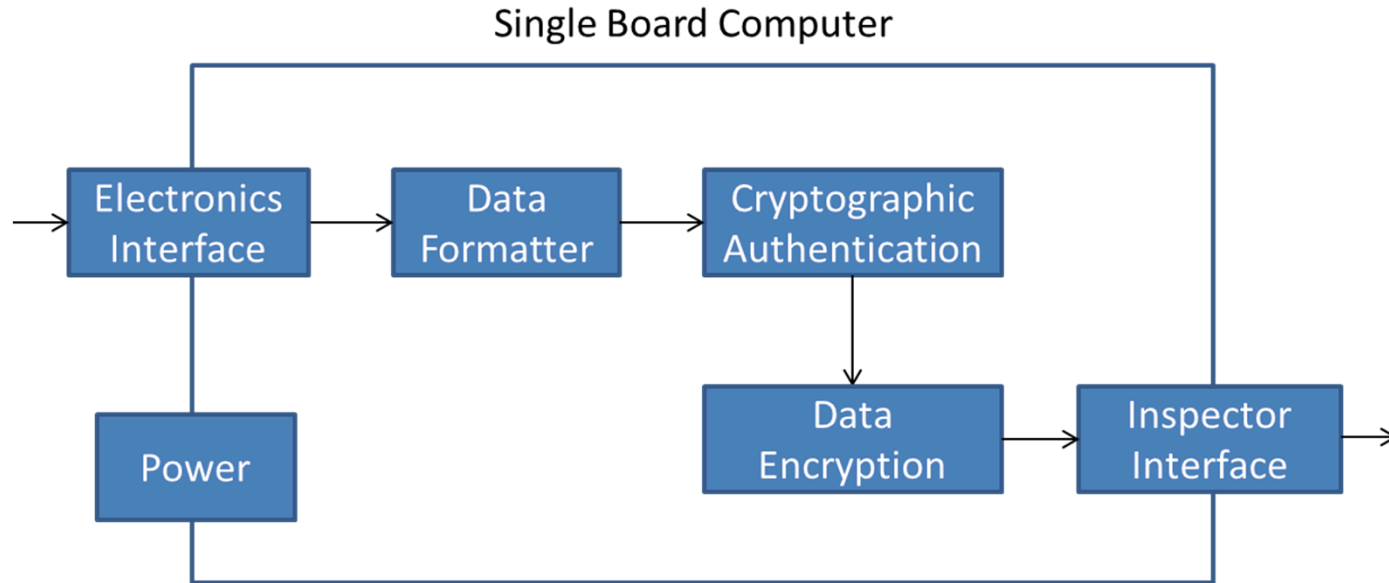 Single Board Computer
Electronics
Interface
Data
Formatter
Cryptographic
Authentication
Power
Data
Encryption
Inspector
Interface